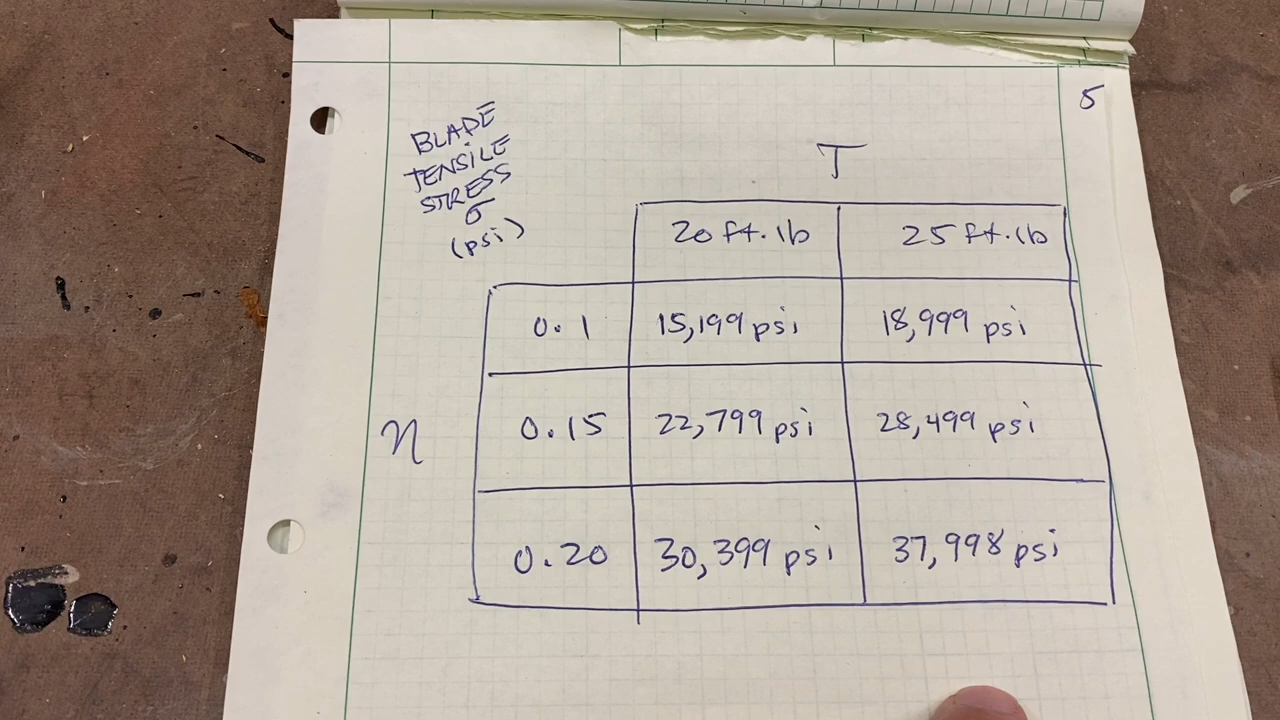 5
BLADE
TENSILE
STRESS
σ
(psi)
T
20 ft.lb 25 ft.lb
0.1 15,199 psi 18,999 psi
η 0.15 22,799 psi 28,499 psi
0.20 30,399 psi 37,998 psi